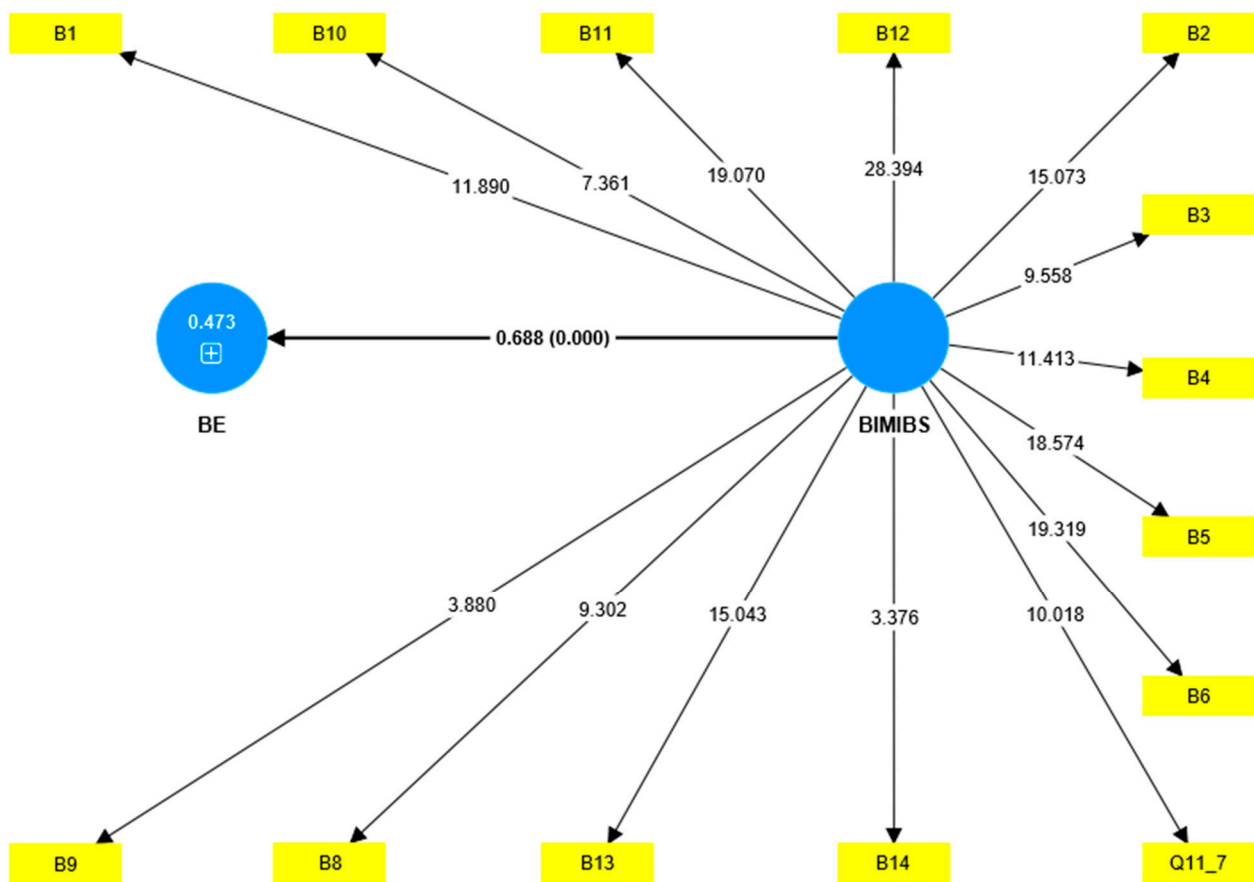 B1
B10
B11
B12
B2
11.890
7.361
19.070
28.394
15.073
B3
9.558
0.473
+
BE
0.688 (0.000)
BIMIBS
11.413
B4
18.574
B5
19.319
3.880
9.302
15.043
3.376
10.018
B6
B9
B8
B13
B14
Q11_7